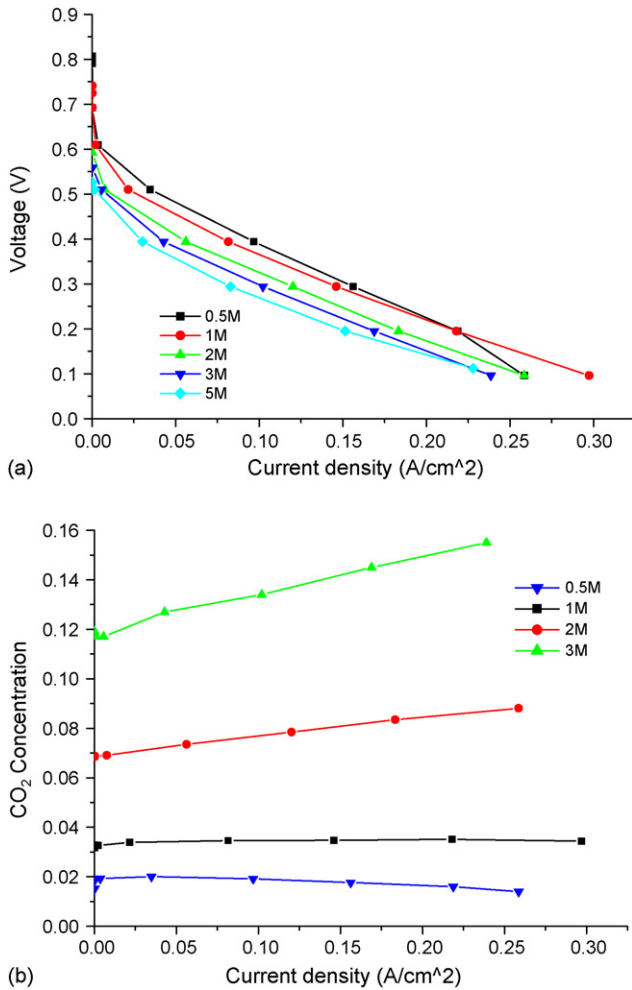 0.9
0.8
0.7
0.6
0.5
0.4
0.3
0.2
0.1
0.0
Voltage (V)
0.5M
1M
2M
3M
5M
0.00 0.05 0.10 0.15 0.20 0.25 0.30
(a) Current density (A/cm^2)
0.16
0.14
0.12
0.10
0.08
0.06
0.04
0.02
0.00
CO₂ Concentration
0.5M
1M
2M
3M
0.00 0.05 0.10 0.15 0.20 0.25 0.30
(b) Current density (A/cm^2)